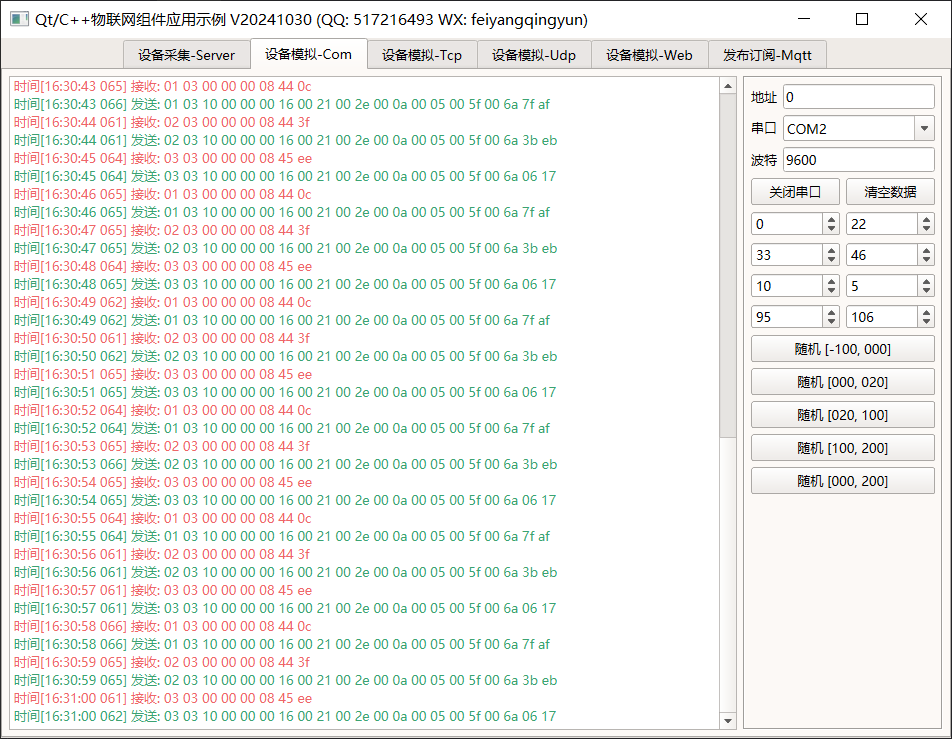 Qt/C++物联网组件应用示例 V20241030 (QQ: 517216493 WX: feiyangqingyun)
设备采集-Server 设备模拟-Com 设备模拟-Tcp 设备模拟-Udp 设备模拟-Web 发布订阅-Mqtt
时间[16:30:43 065] 接收: 01 03 00 00 00 08 44 0c
时间[16:30:43 066] 发送: 01 03 10 00 00 00 16 00 21 00 2e 00 0a 00 05 00 5f 00 6a 7f af
时间[16:30:44 061] 接收: 02 03 00 00 00 08 44 3f
时间[16:30:44 061] 发送: 02 03 10 00 00 00 16 00 21 00 2e 00 0a 00 05 00 5f 00 6a 3b eb
时间[16:30:45 064] 接收: 03 03 00 00 00 08 45 ee
时间[16:30:45 064] 发送: 03 03 10 00 00 00 16 00 21 00 2e 00 0a 00 05 00 5f 00 6a 06 17
时间[16:30:46 065] 接收: 01 03 00 00 00 08 44 0c
时间[16:30:46 065] 发送: 01 03 10 00 00 00 16 00 21 00 2e 00 0a 00 05 00 5f 00 6a 7f af
时间[16:30:47 065] 接收: 02 03 00 00 00 08 44 3f
时间[16:30:47 065] 发送: 02 03 10 00 00 00 16 00 21 00 2e 00 0a 00 05 00 5f 00 6a 3b eb
时间[16:30:48 064] 接收: 03 03 00 00 00 08 45 ee
时间[16:30:48 065] 发送: 03 03 10 00 00 00 16 00 21 00 2e 00 0a 00 05 00 5f 00 6a 06 17
时间[16:30:49 062] 接收: 01 03 00 00 00 08 44 0c
时间[16:30:49 062] 发送: 01 03 10 00 00 00 16 00 21 00 2e 00 0a 00 05 00 5f 00 6a 7f af
时间[16:30:50 061] 接收: 02 03 00 00 00 08 44 3f
时间[16:30:50 062] 发送: 02 03 10 00 00 00 16 00 21 00 2e 00 0a 00 05 00 5f 00 6a 3b eb
时间[16:30:51 065] 接收: 03 03 00 00 00 08 45 ee
时间[16:30:51 065] 发送: 03 03 10 00 00 00 16 00 21 00 2e 00 0a 00 05 00 5f 00 6a 06 17
时间[16:30:52 064] 接收: 01 03 00 00 00 08 44 0c
时间[16:30:52 064] 发送: 01 03 10 00 00 00 16 00 21 00 2e 00 0a 00 05 00 5f 00 6a 7f af
时间[16:30:53 065] 接收: 02 03 00 00 00 08 44 3f
时间[16:30:53 066] 发送: 02 03 10 00 00 00 16 00 21 00 2e 00 0a 00 05 00 5f 00 6a 3b eb
时间[16:30:54 065] 接收: 03 03 00 00 00 08 45 ee
时间[16:30:54 065] 发送: 03 03 10 00 00 00 16 00 21 00 2e 00 0a 00 05 00 5f 00 6a 06 17
时间[16:30:55 064] 接收: 01 03 00 00 00 08 44 0c
时间[16:30:55 064] 发送: 01 03 10 00 00 00 16 00 21 00 2e 00 0a 00 05 00 5f 00 6a 7f af
时间[16:30:56 061] 接收: 02 03 00 00 00 08 44 3f
时间[16:30:56 061] 发送: 02 03 10 00 00 00 16 00 21 00 2e 00 0a 00 05 00 5f 00 6a 3b eb
时间[16:30:57 061] 接收: 03 03 00 00 00 08 45 ee
时间[16:30:57 061] 发送: 03 03 10 00 00 00 16 00 21 00 2e 00 0a 00 05 00 5f 00 6a 06 17
时间[16:30:58 066] 接收: 01 03 00 00 00 08 44 0c
时间[16:30:58 066] 发送: 01 03 10 00 00 00 16 00 21 00 2e 00 0a 00 05 00 5f 00 6a 7f af
时间[16:30:59 065] 接收: 02 03 00 00 00 08 44 3f
时间[16:30:59 065] 发送: 02 03 10 00 00 00 16 00 21 00 2e 00 0a 00 05 00 5f 00 6a 3b eb
时间[16:31:00 061] 接收: 03 03 00 00 00 08 45 ee
时间[16:31:00 062] 发送: 03 03 10 00 00 00 16 00 21 00 2e 00 0a 00 05 00 5f 00 6a 06 17
地址 0
串口 COM2
波特 9600
关闭串口 清空数据
0 22
33 46
10 5
95 106
随机 [-100, 000]
随机 [000, 020]
随机 [020, 100]
随机 [100, 200]
随机 [000, 200]